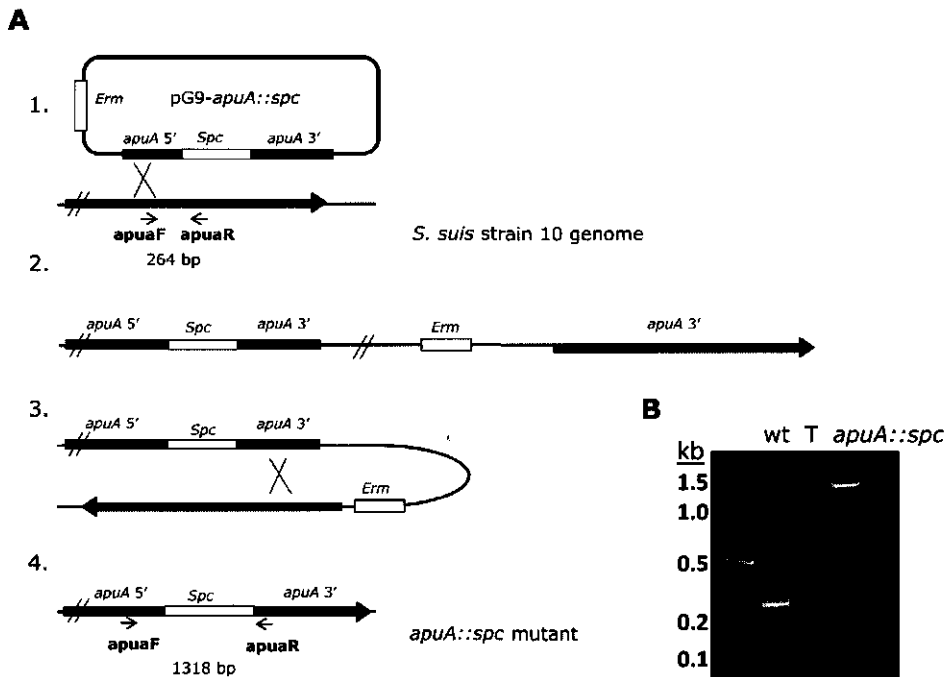 A
1.
Erm
pG9-apuA::spc
apuA 5' Spc apuA 3'
apuaF apuaR
264 bp
S. suis strain 10 genome
2.
apuA 5' Spc apuA 3' Erm apuA 3'
3.
apuA 5' Spc apuA 3'
Erm
4.
apuA 5' Spc apuA 3'
apuaF apuaR
1318 bp
apuA::spc mutant
B
wt T apuA::spc
kb
1.5
1.0
0.5
0.2
0.1